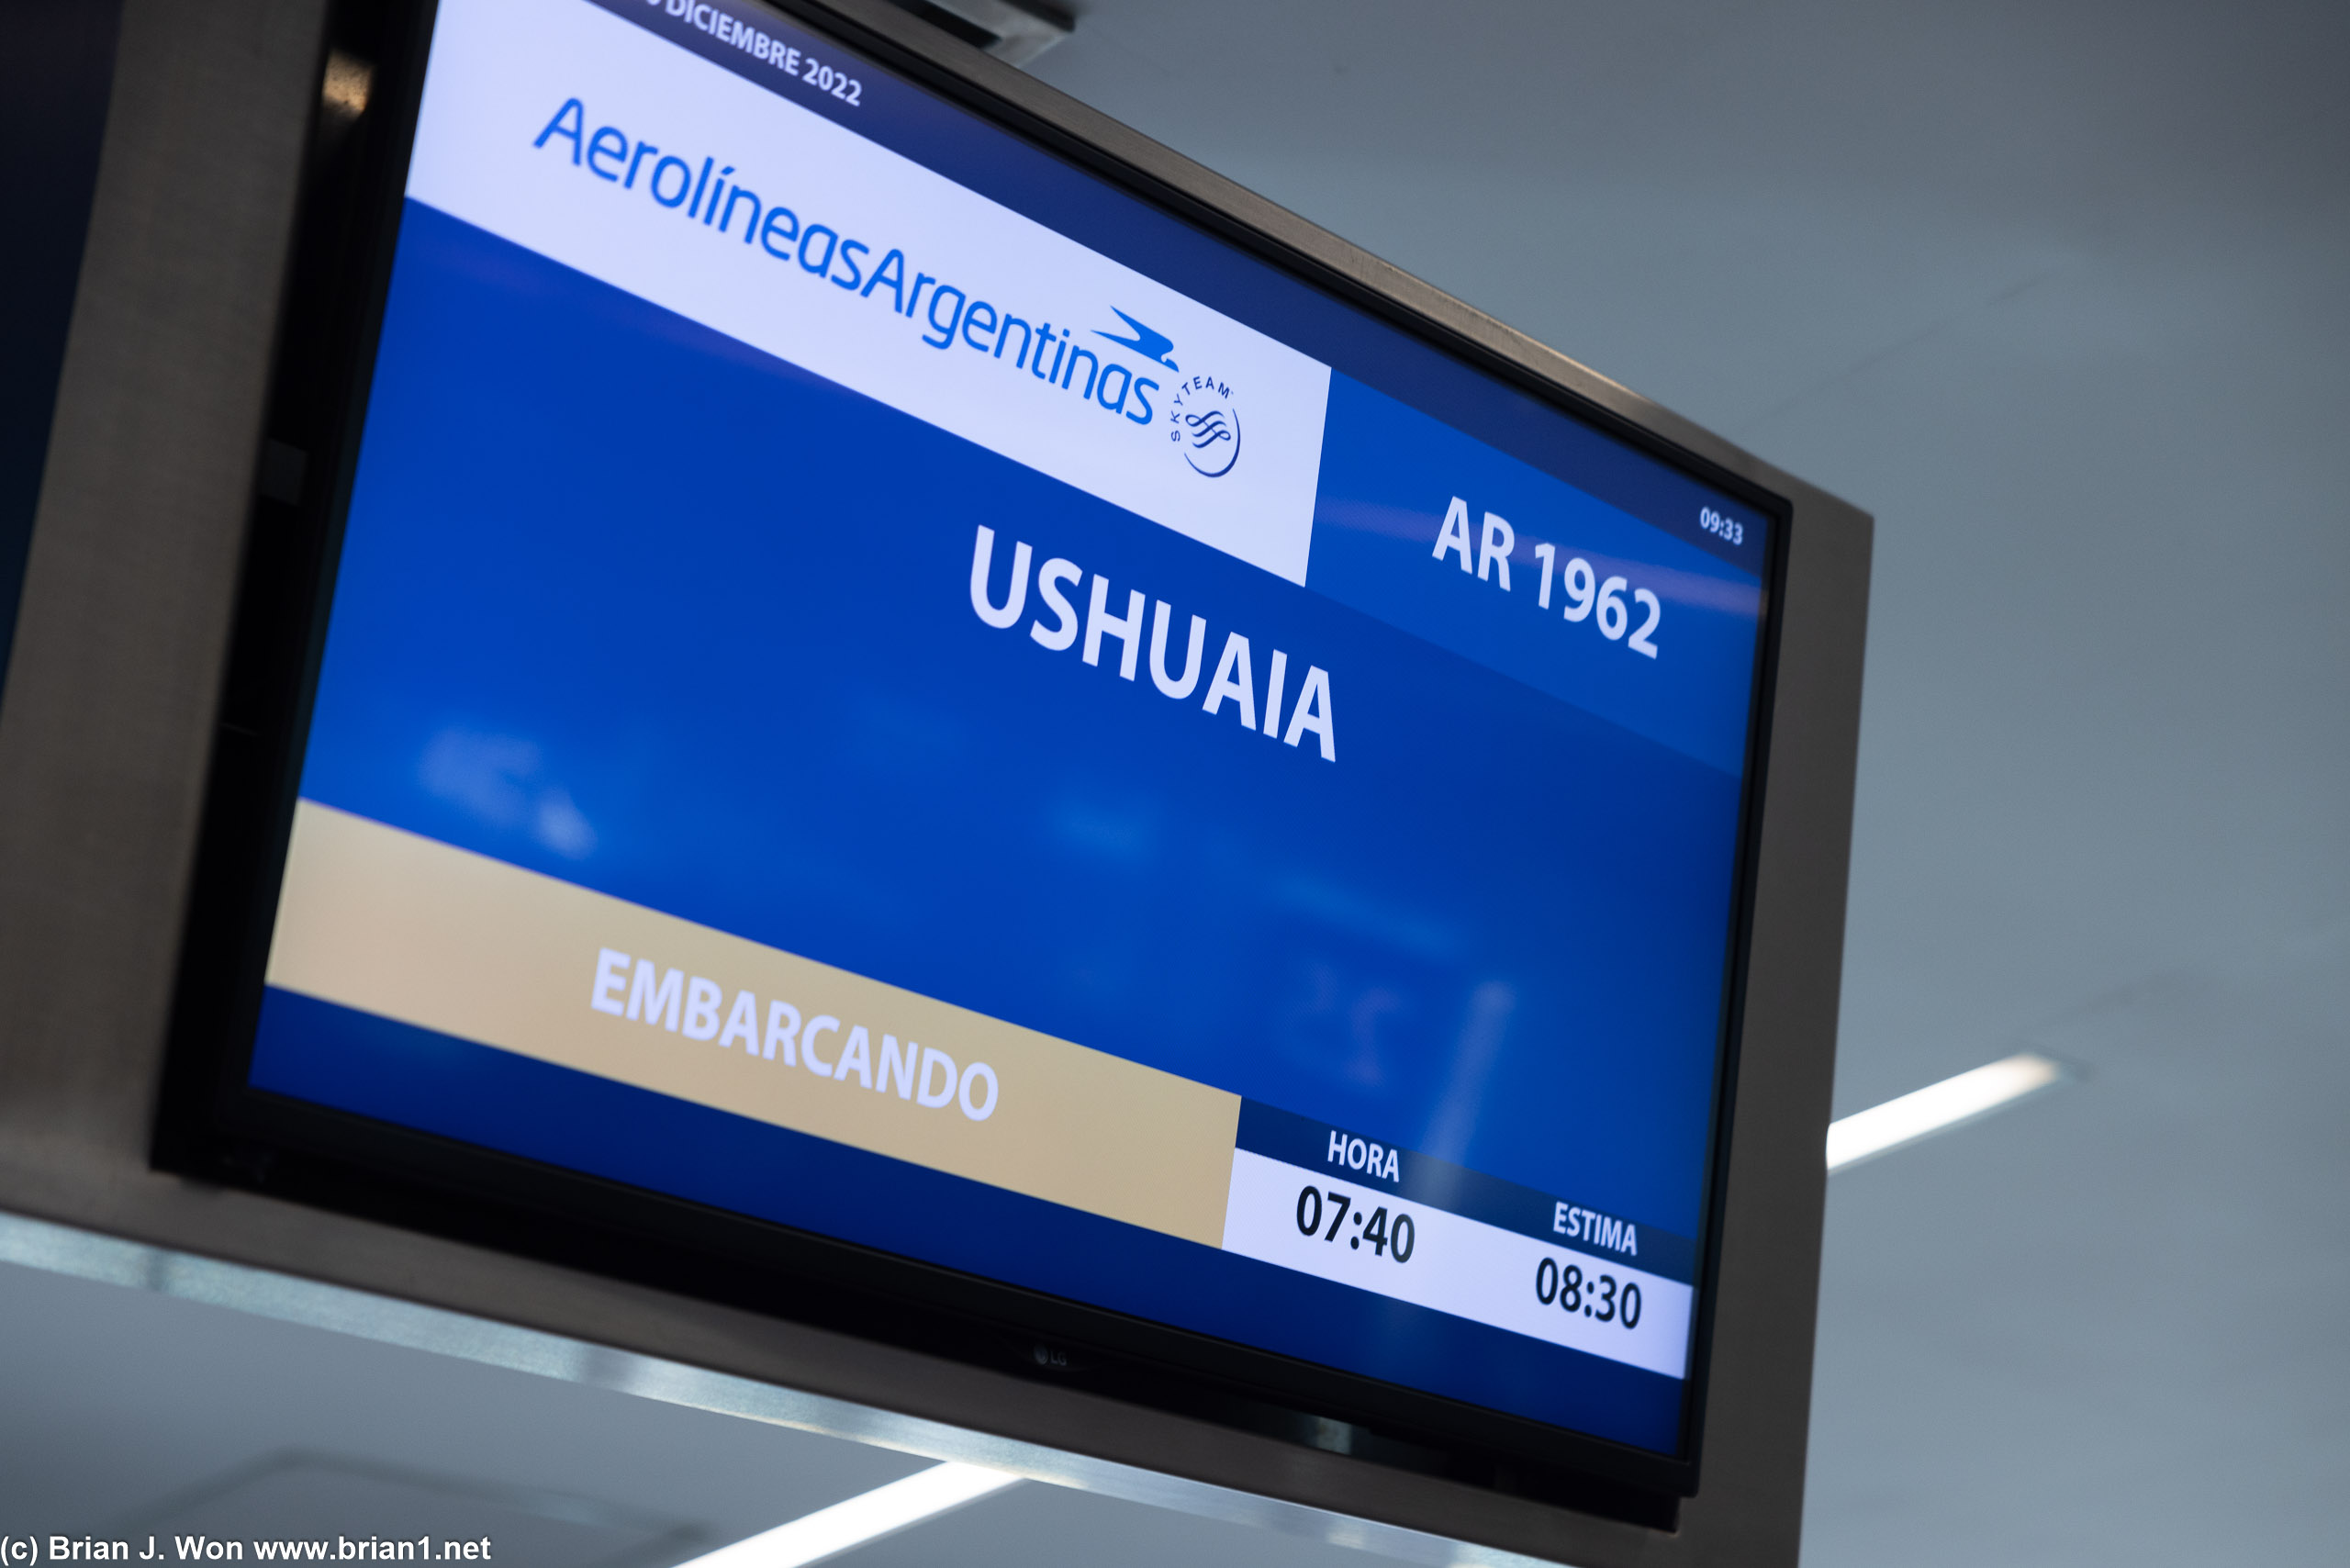 DICIEMBRE 2022
AerolíneasArgentinas
SKYTEAM
09:33
AR 1962
USHUAIA
EMBARCANDO
HORA
ESTIMA
07:40
08:30
LG
(c) Brian J. Won www.brian1.net